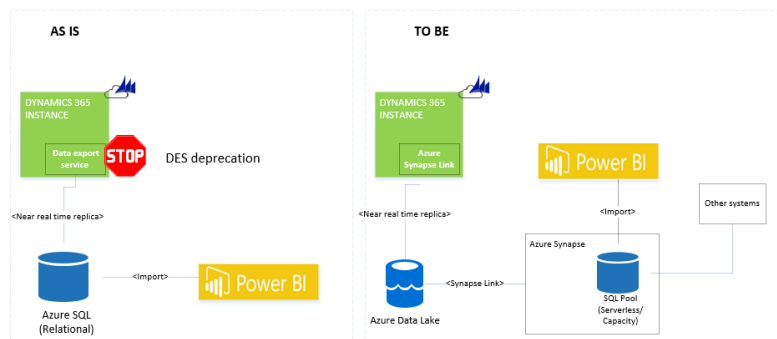 AS IS
DYNAMICS 365
INSTANCE
Data export
service
STOP
DES deprecation
<Near real time replica>
<Import>
Power BI
Azure SQL
(Relational)
TO BE
DYNAMICS 365
INSTANCE
Azure
Synapse Link
Power BI
Other systems
<Near real time replica>
<Import>
Azure Synapse
<Synapse Link>
SQL Pool
(Serverless/
Capacity)
Azure Data Lake